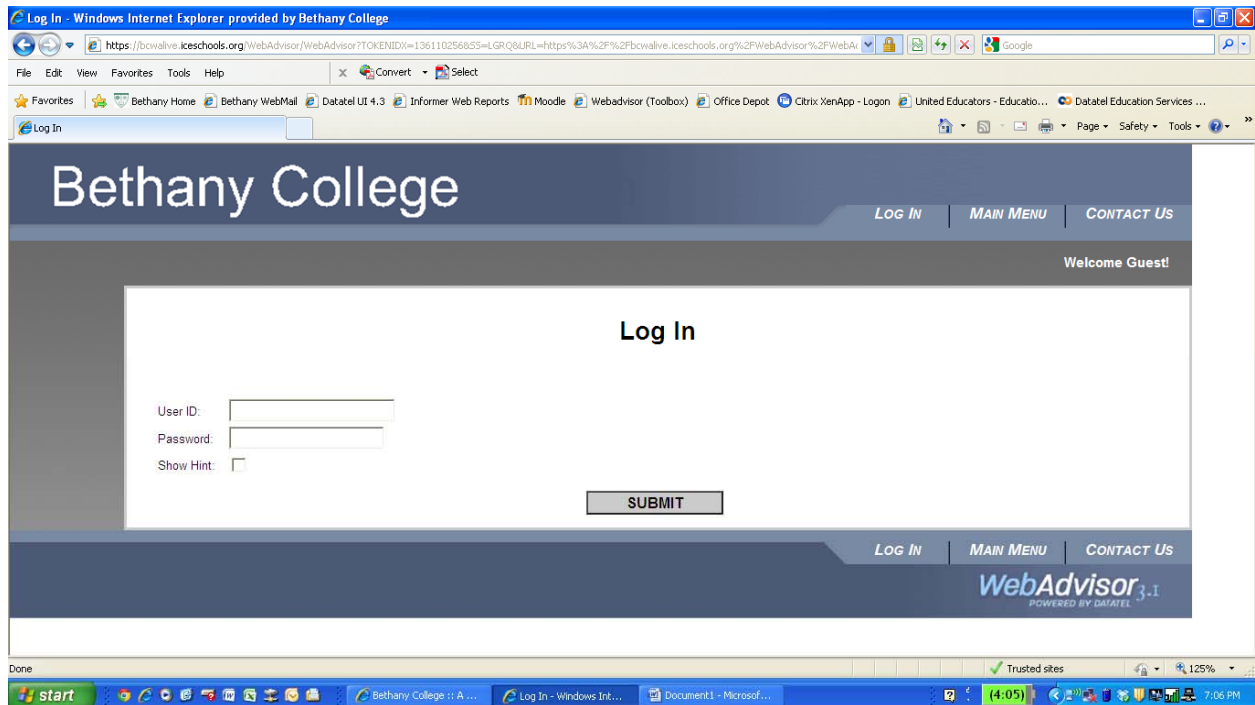 Log In - Windows Internet Explorer provided by Bethany College
https://bcwalive.iceschools.org/WebAdvisor/WebAdvisor?TOKENIDX=136110256&SS=LGRQ&URL=https%3A%2F%2Fbcwalive.iceschools.org%2FWebAdvisor%2FWebAd Google
File Edit View Favorites Tools Help x Convert Select
Favorites Bethany Home Bethany WebMail Datatel UI 4.3 Informer Web Reports Moodle Webadvisor (Toolbox) Office Depot Citrix XenApp - Logon United Educators - Educatio... Datatel Education Services ...
Log In Page Safety Tools »
Bethany College
LOG IN MAIN MENU CONTACT US
Welcome Guest!
Log In
User ID:
Password:
Show Hint:
SUBMIT
LOG IN MAIN MENU CONTACT US
WebAdvisor 3.1
POWERED BY DATATEL
Done Trusted sites 125%
start Bethany College :: A ... Log In - Windows Int... Document1 - Microsof... (4:05) 7:06 PM